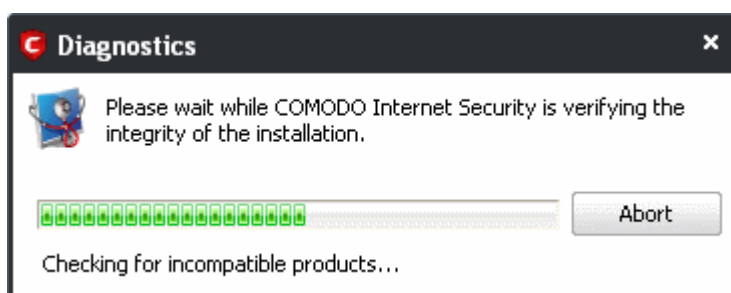 Diagnostics
Please wait while COMODO Internet Security is verifying the
integrity of the installation.
Abort
Checking for incompatible products...